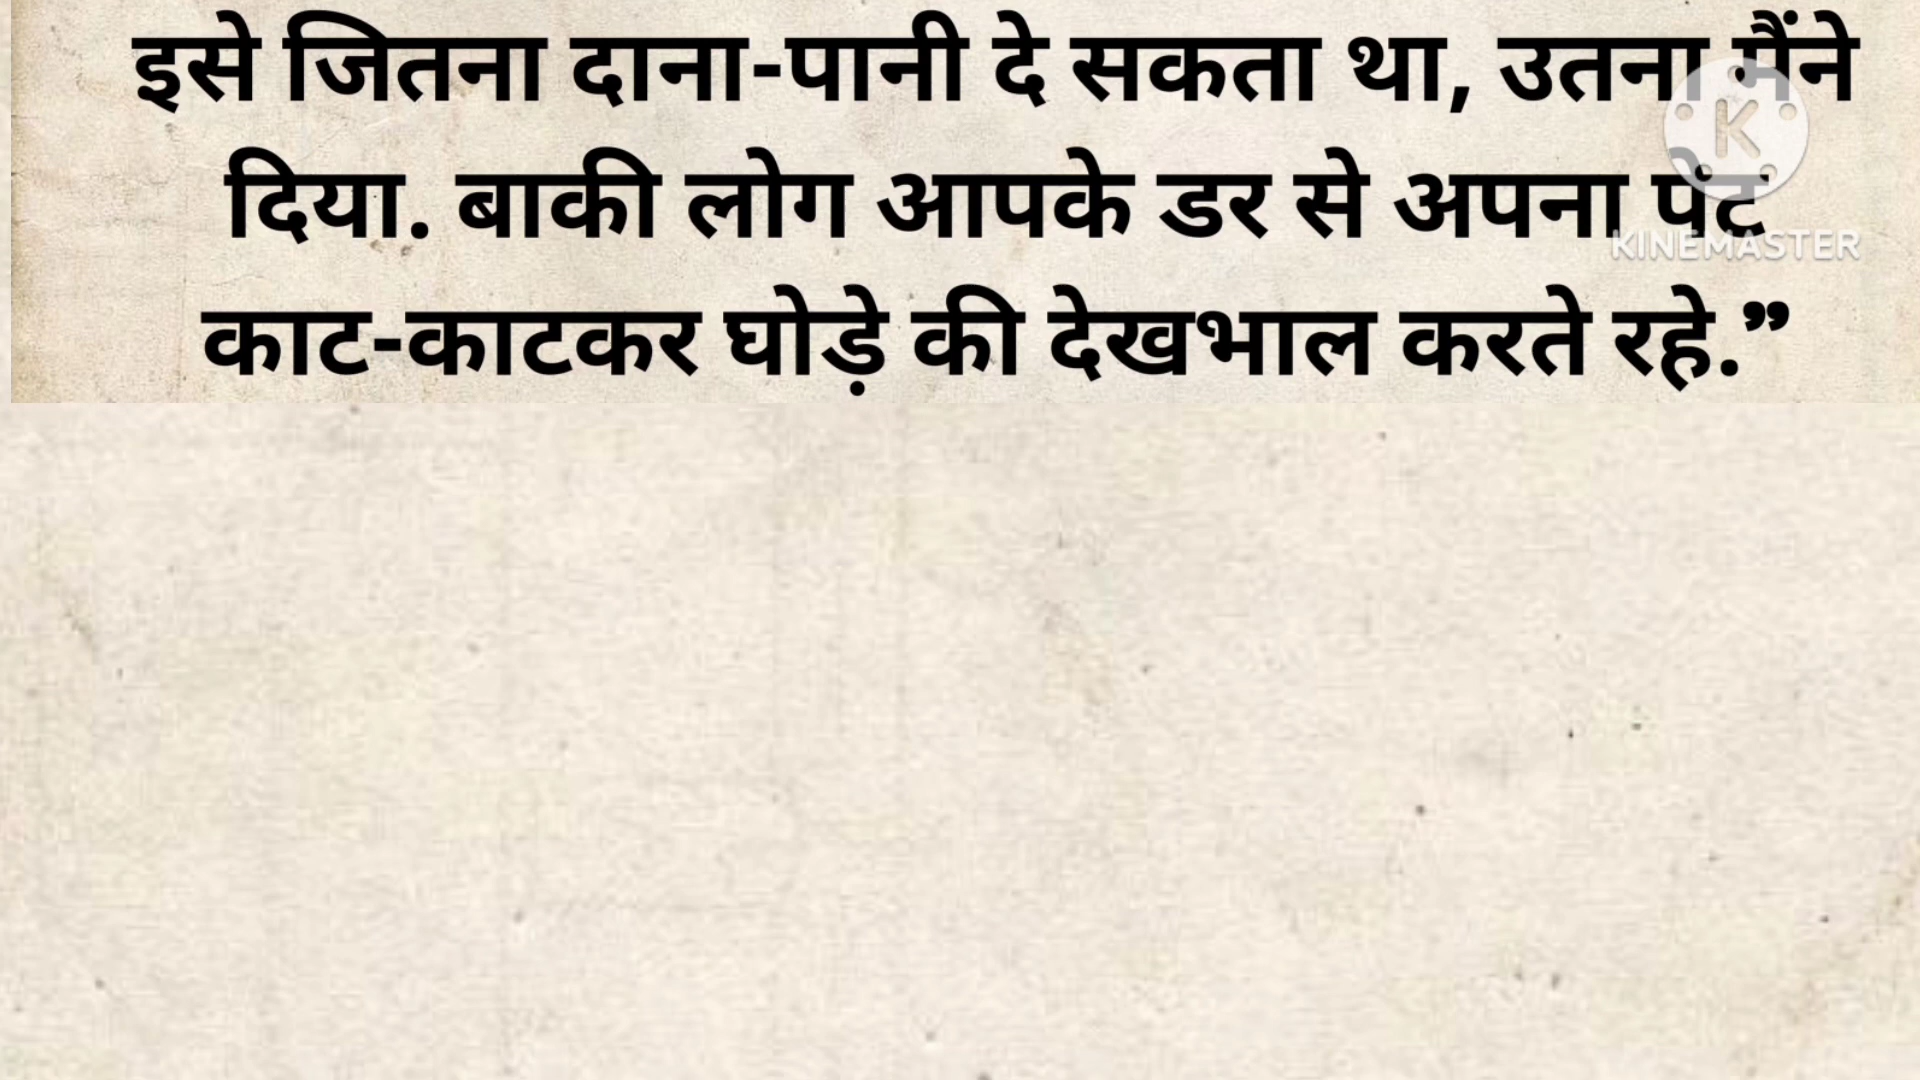 इसे जितना दाना-पानी दे सकता था, उतना मैंने
दिया. बाकी लोग आपके डर से अपना पेट
काट-काटकर घोड़े की देखभाल करते रहे.”
K
KINEMASTER